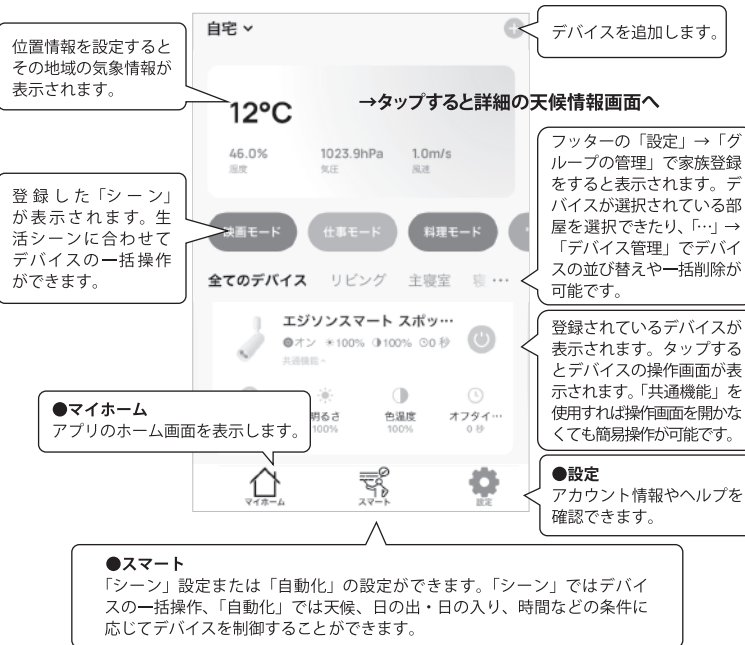 自宅
デバイスを追加します。
位置情報を設定すると
その地域の気象情報が
表示されます。
12°C
→タップすると詳細の天候情報画面へ
46.0%
1023.9hPa
1.0m/s
湿度
気圧
風速
フッターの「設定」→「グ
ループの管理」で家族登録
をすると表示されます。デ
バイスが選択されている部
屋を選択できたり、「…」→
「デバイス管理」でデバイ
スの並び替えや一括削除が
可能です。
登録した「シーン」
が表示されます。生
活シーンに合わせて
デバイスの一括操作
ができます。
映画モード
仕事モード
料理モード
全てのデバイス
リビング
主寝室
寝 …
エジソンスマート スポッ…
オン 100% 100% 0 秒
共通機能
登録されているデバイスが
表示されます。タップする
とデバイスの操作画面が表
示されます。「共通機能」を
使用すれば操作画面を開かな
くても簡易操作が可能です。
●マイホーム
アプリのホーム画面を表示します。
明るさ
100%
色温度
100%
オフタイ…
0 秒
マイホーム
スマート
設定
●設定
アカウント情報やヘルプを
確認できます。
●スマート
「シーン」設定または「自動化」の設定ができます。「シーン」ではデバイ
スの一括操作、「自動化」では天候、日の出・日の入り、時間などの条件に
応じてデバイスを制御することができます。